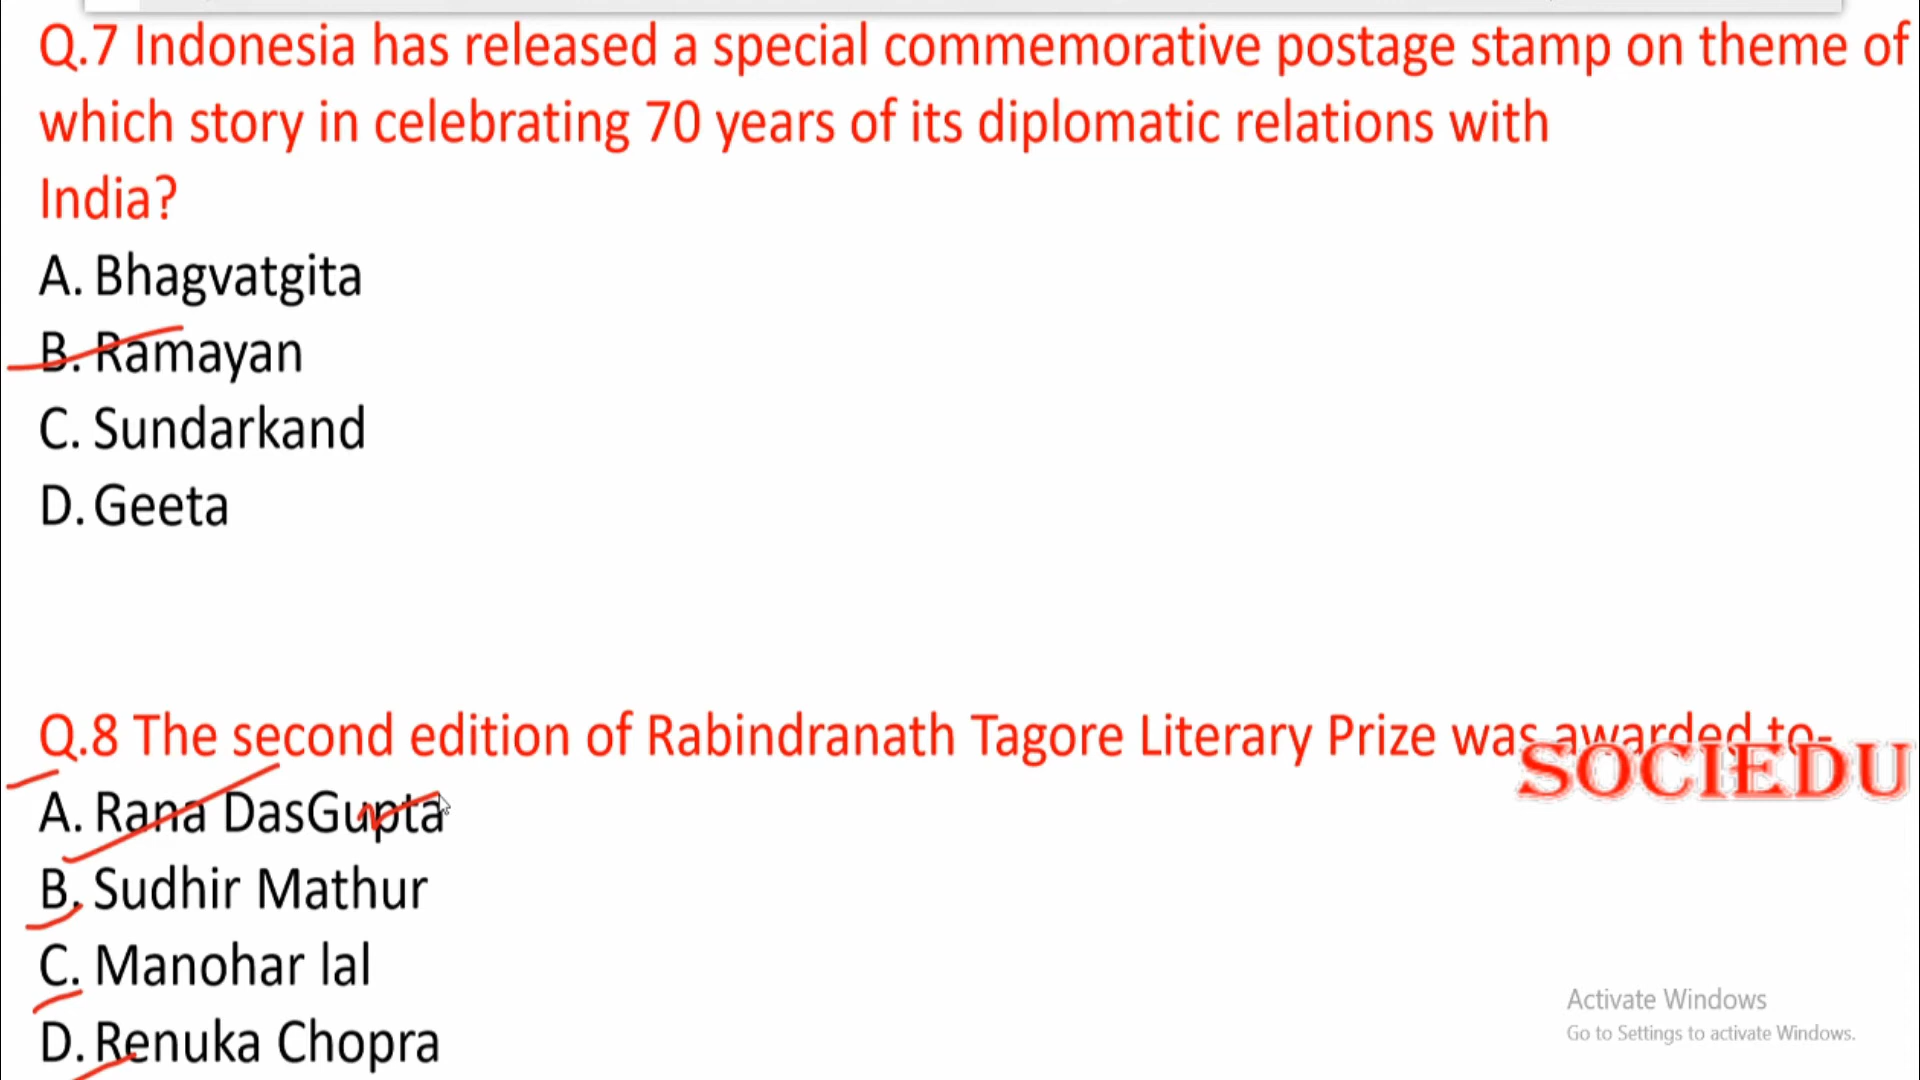 Q.7 Indonesia has released a special commemorative postage stamp on theme of
which story in celebrating 70 years of its diplomatic relations with
India?
A. Bhagvatgita
B. Ramayan
C. Sundarkand
D. Geeta
Q.8 The second edition of Rabindranath Tagore Literary Prize was awarded to-
SOCIEDU
A. Rana DasGupta
B. Sudhir Mathur
C. Manohar lal
D. Renuka Chopra
Activate Windows
Go to Settings to activate Windows.